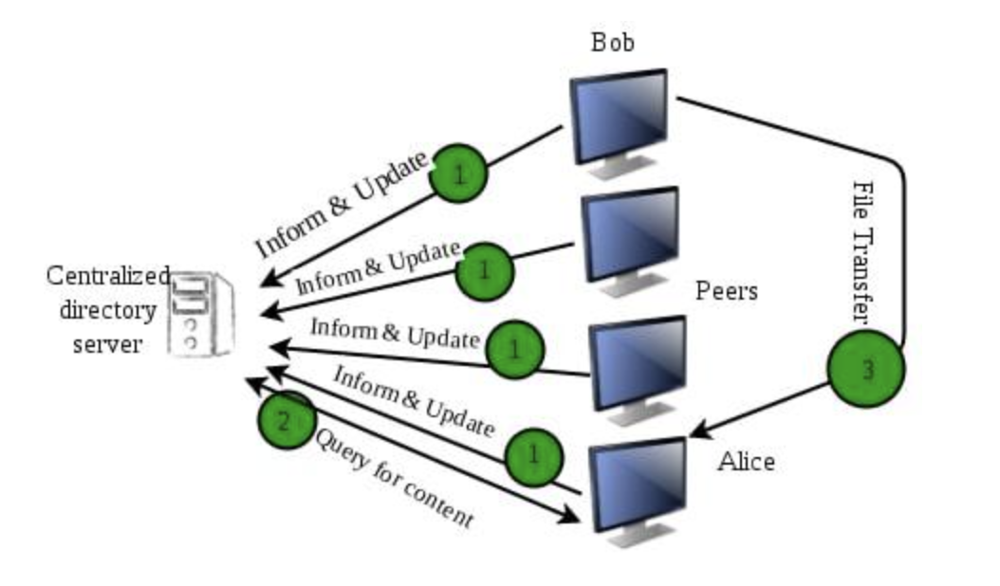 Bob
Inform & Update
1
Inform & Update
1
Centralized
directory
server
Peers
File Transfer
Inform & Update
1
3
Inform & Update
1
2
Query for content
Alice